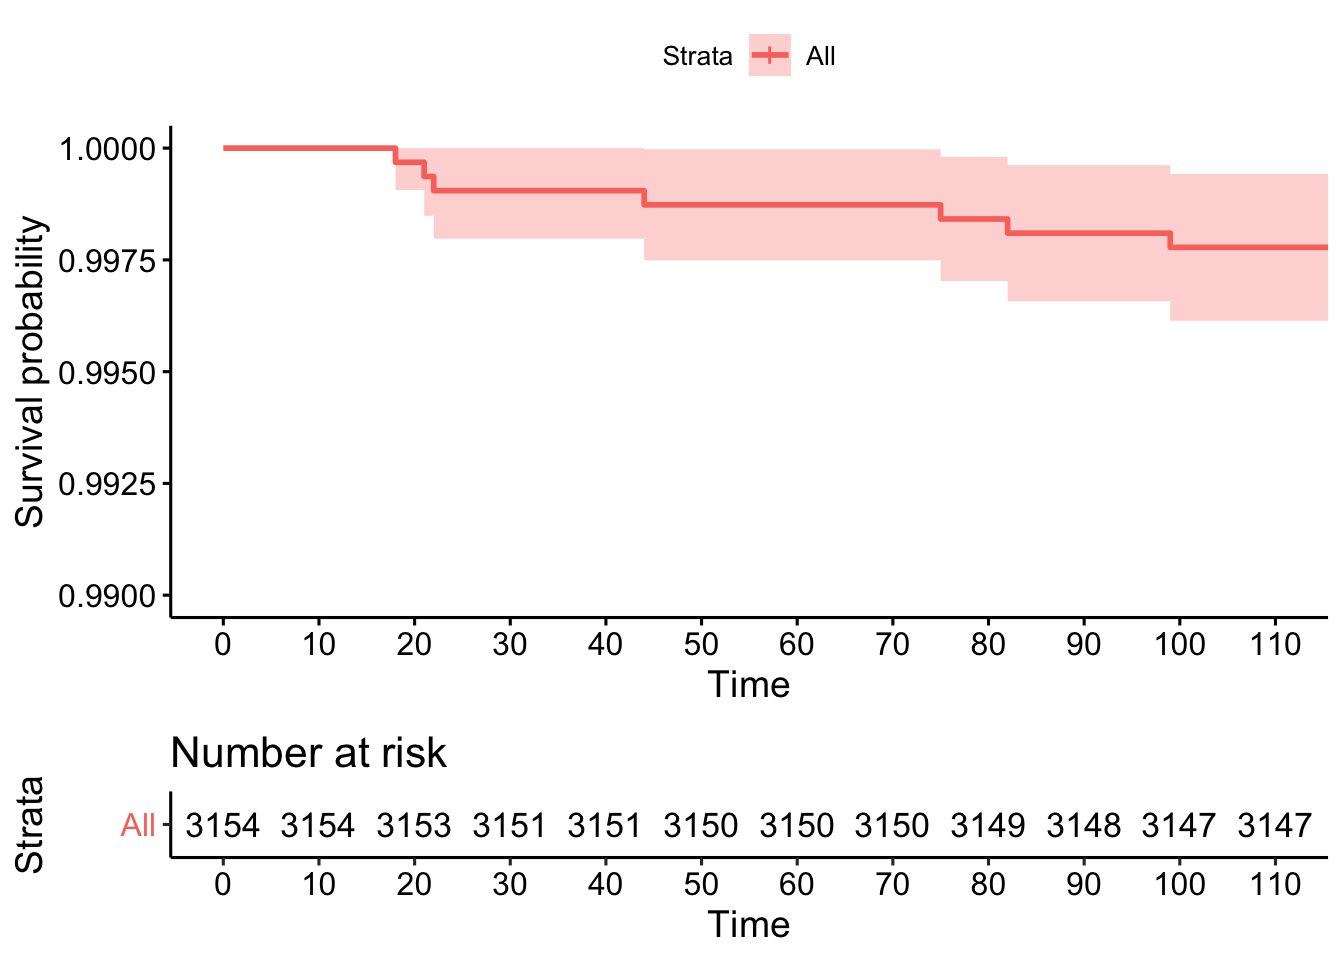 Strata All
Survival probability
1.0000
0.9975
0.9950
0.9925
0.9900
0 10 20 30 40 50 60 70 80 90 100 110
Time
Number at risk
Strata
All 3154 3154 3153 3151 3151 3150 3150 3150 3149 3148 3147 3147
0 10 20 30 40 50 60 70 80 90 100 110
Time